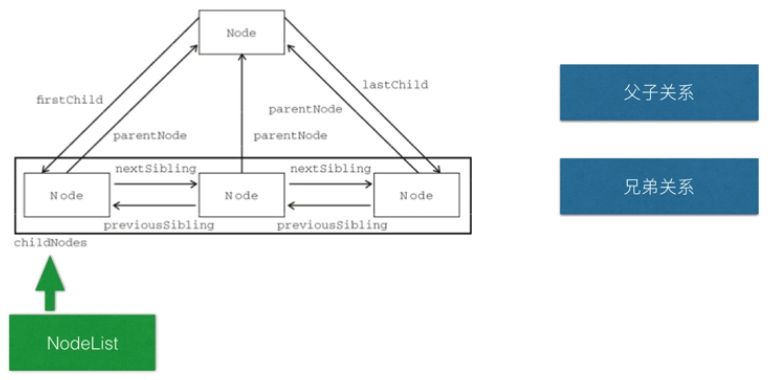 Node
firstChild
lastChild
parentNode
parentNode
parentNode
nextSibling
nextSibling
Node
Node
Node
previousSibling
previousSibling
childNodes
NodeList
父子关系
兄弟关系